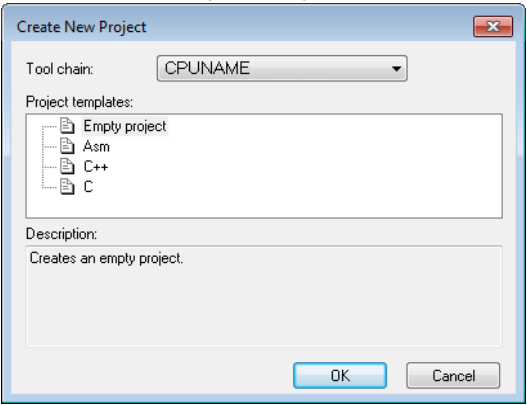 Create New Project
Tool chain: CPUNAME
Project templates:
Empty project
Asm
C++
C
Description:
Creates an empty project.
OK Cancel